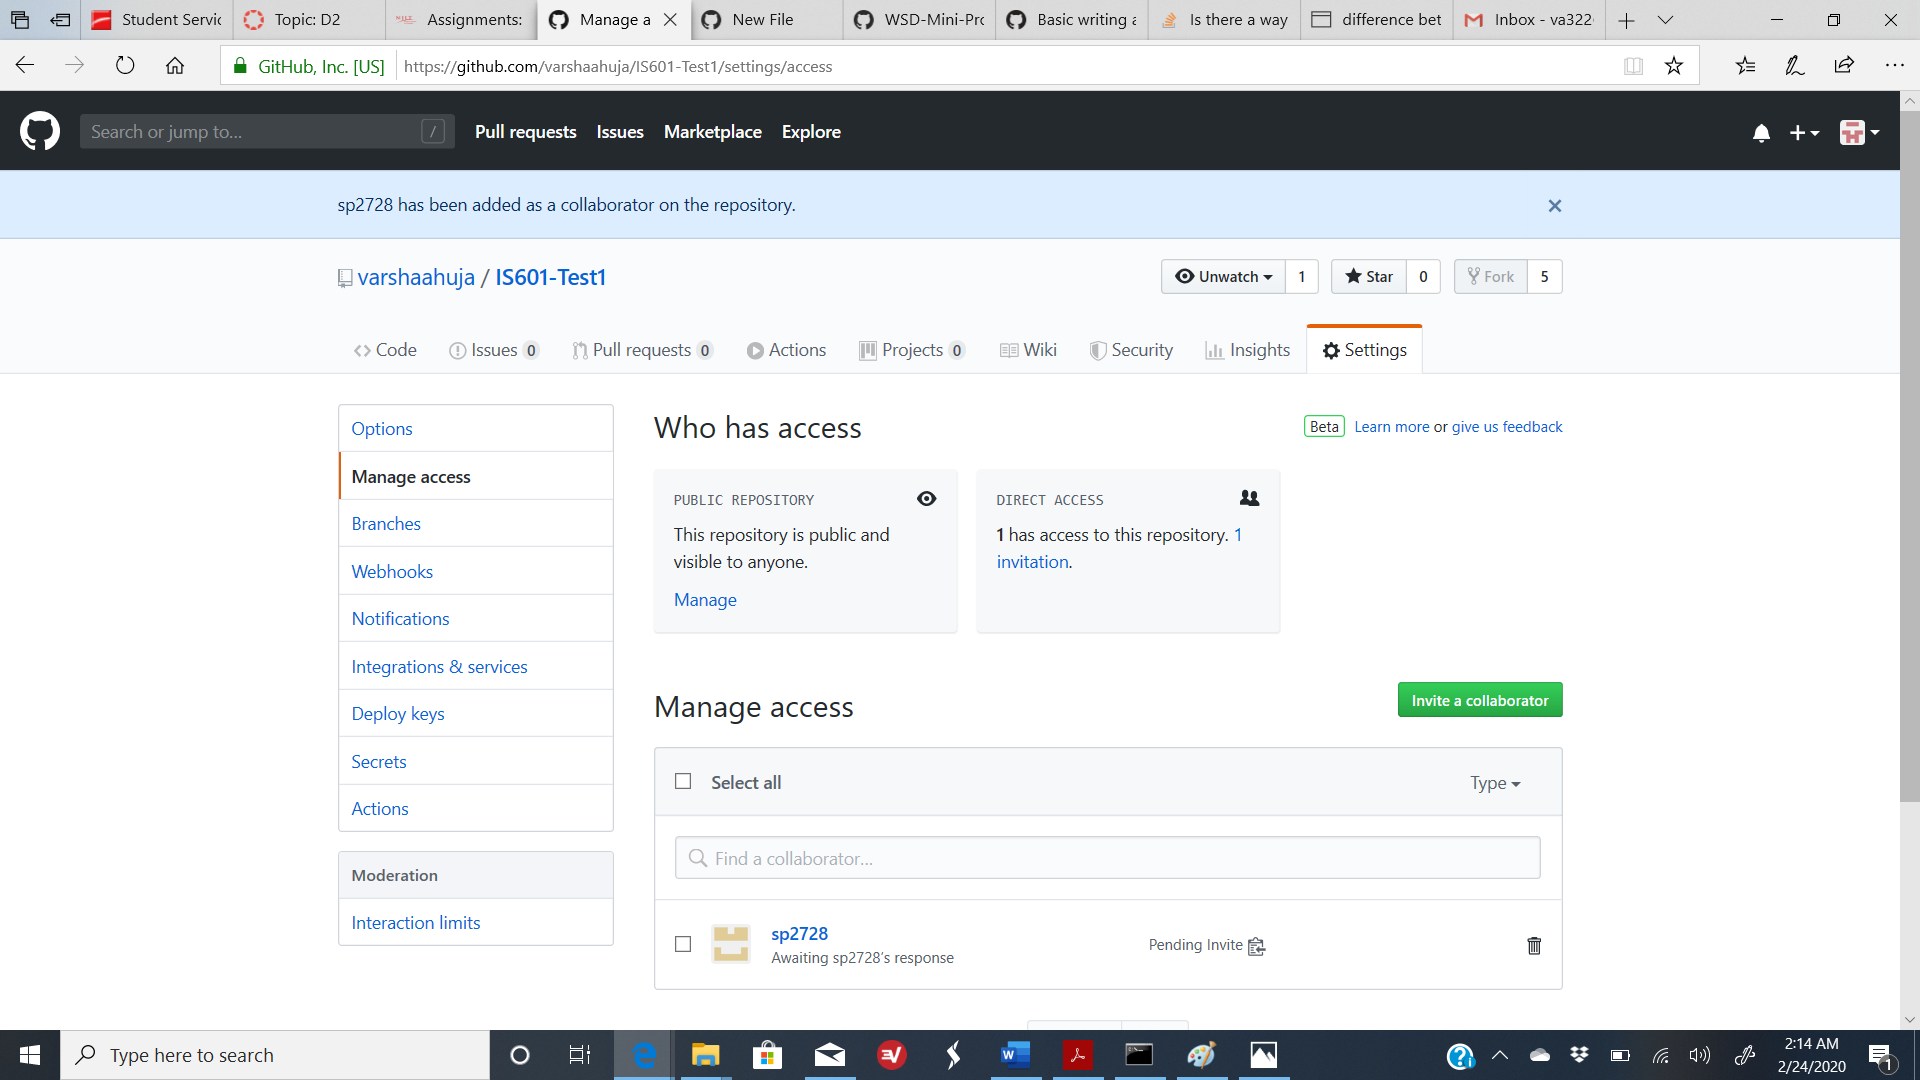 Student Servic
Topic: D2
Assignments:
Manage a
New File
WSD-Mini-Pro
Basic writing a
Is there a way
difference bet
Inbox - va322
GitHub, Inc. [US]
https://github.com/varshaahuja/IS601-Test1/settings/access
Search or jump to...
/
Pull requests
Issues
Marketplace
Explore
sp2728 has been added as a collaborator on the repository.
varshaahuja / IS601-Test1
Unwatch
1
Star
0
Fork
5
Code
Issues 0
Pull requests 0
Actions
Projects 0
Wiki
Security
Insights
Settings
Options
Manage access
Branches
Webhooks
Notifications
Integrations & services
Deploy keys
Secrets
Actions
Moderation
Interaction limits
Who has access
Beta
Learn more or give us feedback
PUBLIC REPOSITORY
This repository is public and
visible to anyone.
Manage
DIRECT ACCESS
1 has access to this repository. 1
invitation.
Manage access
Invite a collaborator
Select all
Type
Find a collaborator...
sp2728
Awaiting sp2728's response
Pending Invite
Type here to search
2:14 AM
2/24/2020
1